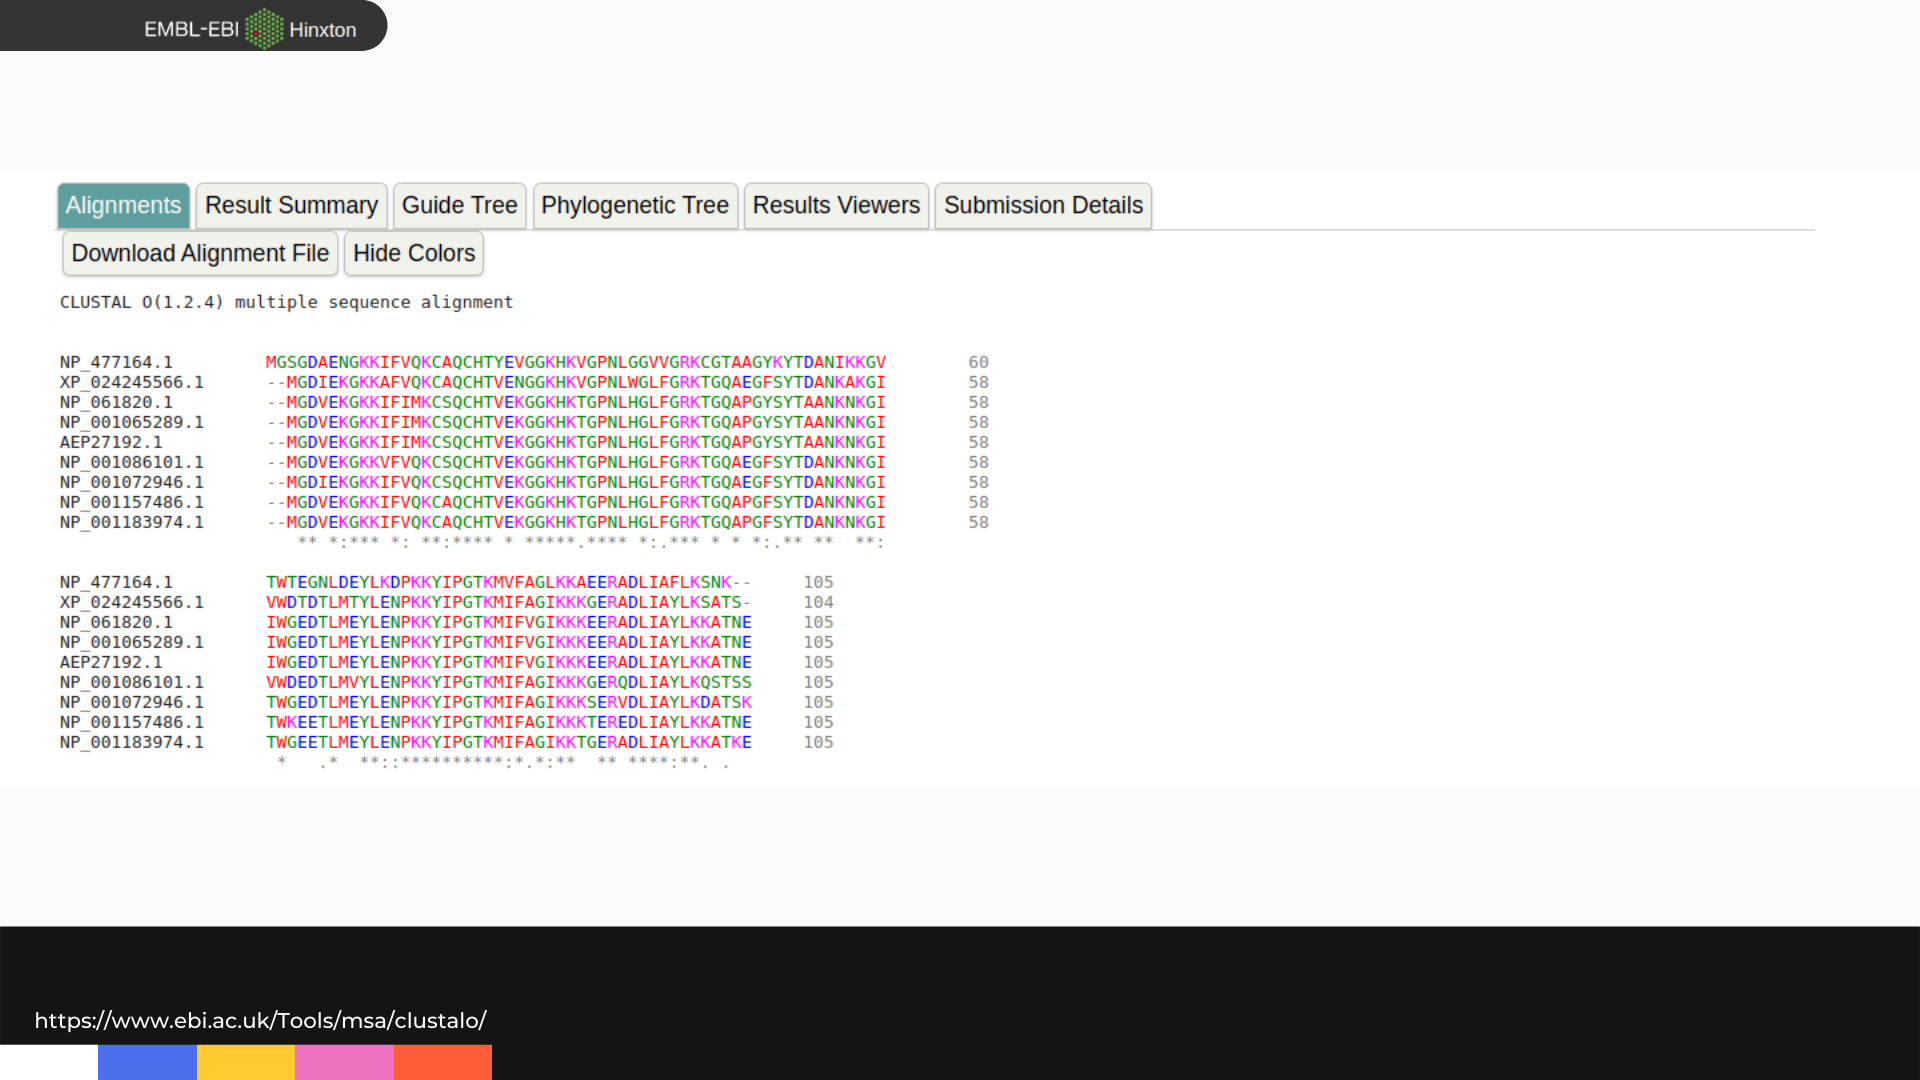 EMBL-EBI Hinxton
Alignments Result Summary Guide Tree Phylogenetic Tree Results Viewers Submission Details
Download Alignment File Hide Colors
CLUSTAL O(1.2.4) multiple sequence alignment
NP_477164.1 MGSGDAENGKKIFVQKCAQCHTYEVGGKHKVGPNLGGVVGRKCGTAAGYKYTDANIKKGV 60
XP_024245566.1 --MGDIEKGKKAFVQKCAQCHTVENGGKHKVGPNLWGLFGRKTGQAEGFSYTDANKAKGI 58
NP_061820.1 --MGDVEKGKKIFIMKCSQCHTVEKGGKHKTGPNLHGLFGRKTGQAPGYSYTAANKNKGI 58
NP_001065289.1 --MGDVEKGKKIFIMKCSQCHTVEKGGKHKTGPNLHGLFGRKTGQAPGYSYTAANKNKGI 58
AEP27192.1 --MGDVEKGKKIFIMKCSQCHTVEKGGKHKTGPNLHGLFGRKTGQAPGYSYTAANKNKGI 58
NP_001086101.1 --MGDVEKGKKVFVQKCSQCHTVEKGGKHKTGPNLHGLFGRKTGQAEGFSYTDANKNKGI 58
NP_001072946.1 --MGDIEKGKKIFVQKCSQCHTVEKGGKHKTGPNLHGLFGRKTGQAEGFSYTDANKNKGI 58
NP_001157486.1 --MGDVEKGKKIFVQKCAQCHTVEKGGKHKTGPNLHGLFGRKTGQAPGFSYTDANKNKGI 58
NP_001183974.1 --MGDVEKGKKIFVQKCAQCHTVEKGGKHKTGPNLHGLFGRKTGQAPGFSYTDANKNKGI 58
** *:*** *: **:**** * *****.**** *:.*** * * *:.** **  **:
NP_477164.1 TWTEGNLDEYLKDPKKYIPGTKMVFAGLKKAEERADLIAFLKSNK-- 105
XP_024245566.1 VWDTDTLMTYLENPKKYIPGTKMIFAGIKKKGERADLIAYLKSATS- 104
NP_061820.1 IWGEDTLMEYLENPKKYIPGTKMIFVGIKKKEERADLIAYLKKATNE 105
NP_001065289.1 IWGEDTLMEYLENPKKYIPGTKMIFVGIKKKEERADLIAYLKKATNE 105
AEP27192.1 IWGEDTLMEYLENPKKYIPGTKMIFVGIKKKEERADLIAYLKKATNE 105
NP_001086101.1 VWDEDTLMVYLENPKKYIPGTKMIFAGIKKKGERQDLIAYLKQSTSS 105
NP_001072946.1 TWGEDTLMEYLENPKKYIPGTKMIFAGIKKKSERVDLIAYLKDATSK 105
NP_001157486.1 TWKEETLMEYLENPKKYIPGTKMIFAGIKKKTEREDLIAYLKKATNE 105
NP_001183974.1 TWGEETLMEYLENPKKYIPGTKMIFAGIKKTGERADLIAYLKKATKE 105
*   .*  **::**********:*.*:**  ** ****:**. .
https://www.ebi.ac.uk/Tools/msa/clustalo/